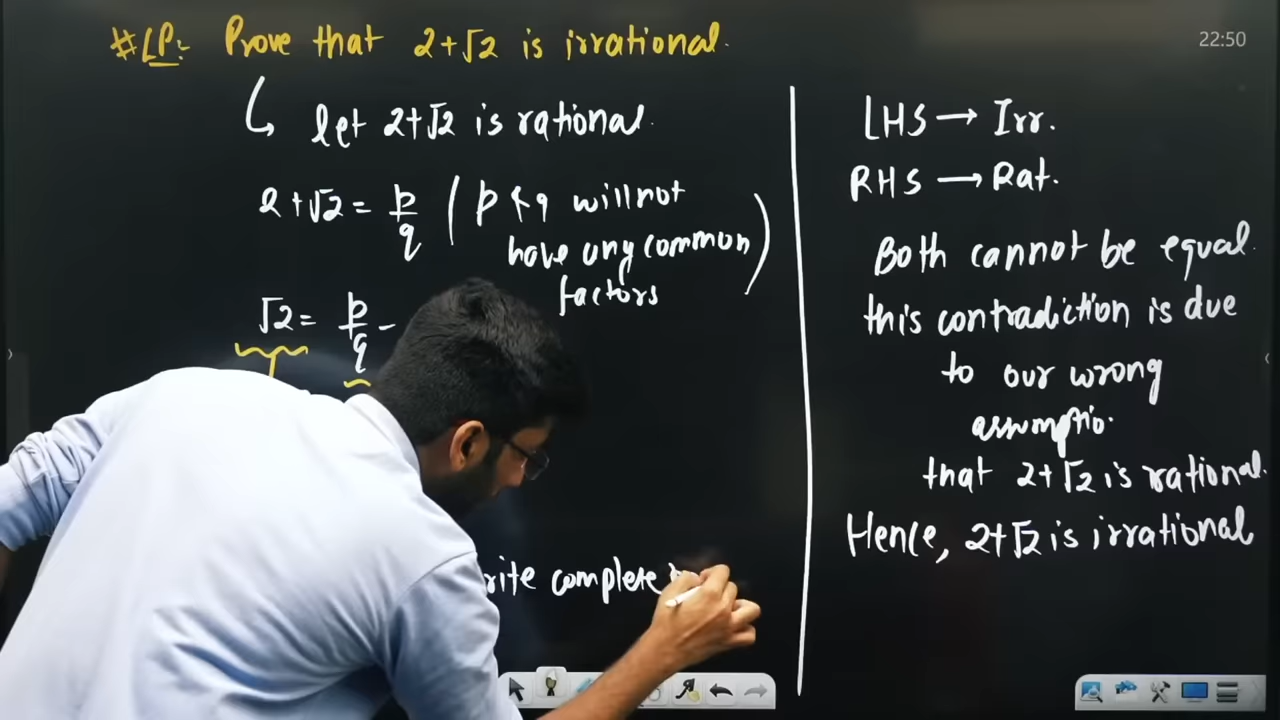 #LP:- Prove that 2+√2 is irrational.
let 2+√2 is rational.
2+√2 = p/q (p & q will not
have any common
factors)
√2 = p/q -
complete
LHS → Irr.
RHS → Rat.
Both cannot be equal.
this contradiction is due
to our wrong
assumptio.
that 2+√2 is rational.
Hence, 2+√2 is irrational
22:50